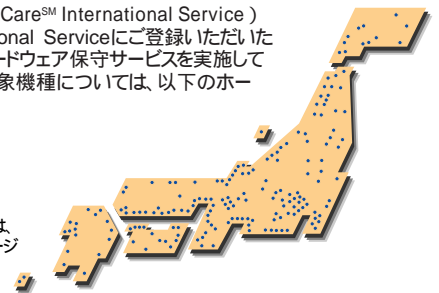 Care℠ International Service )
onal Serviceにご登録いただいた
ードウェア保守サービスを実施して
象機種については、以下のホー
は、
ージ